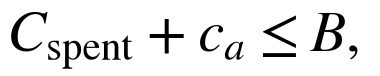 C_spent + c_a ≤ B,